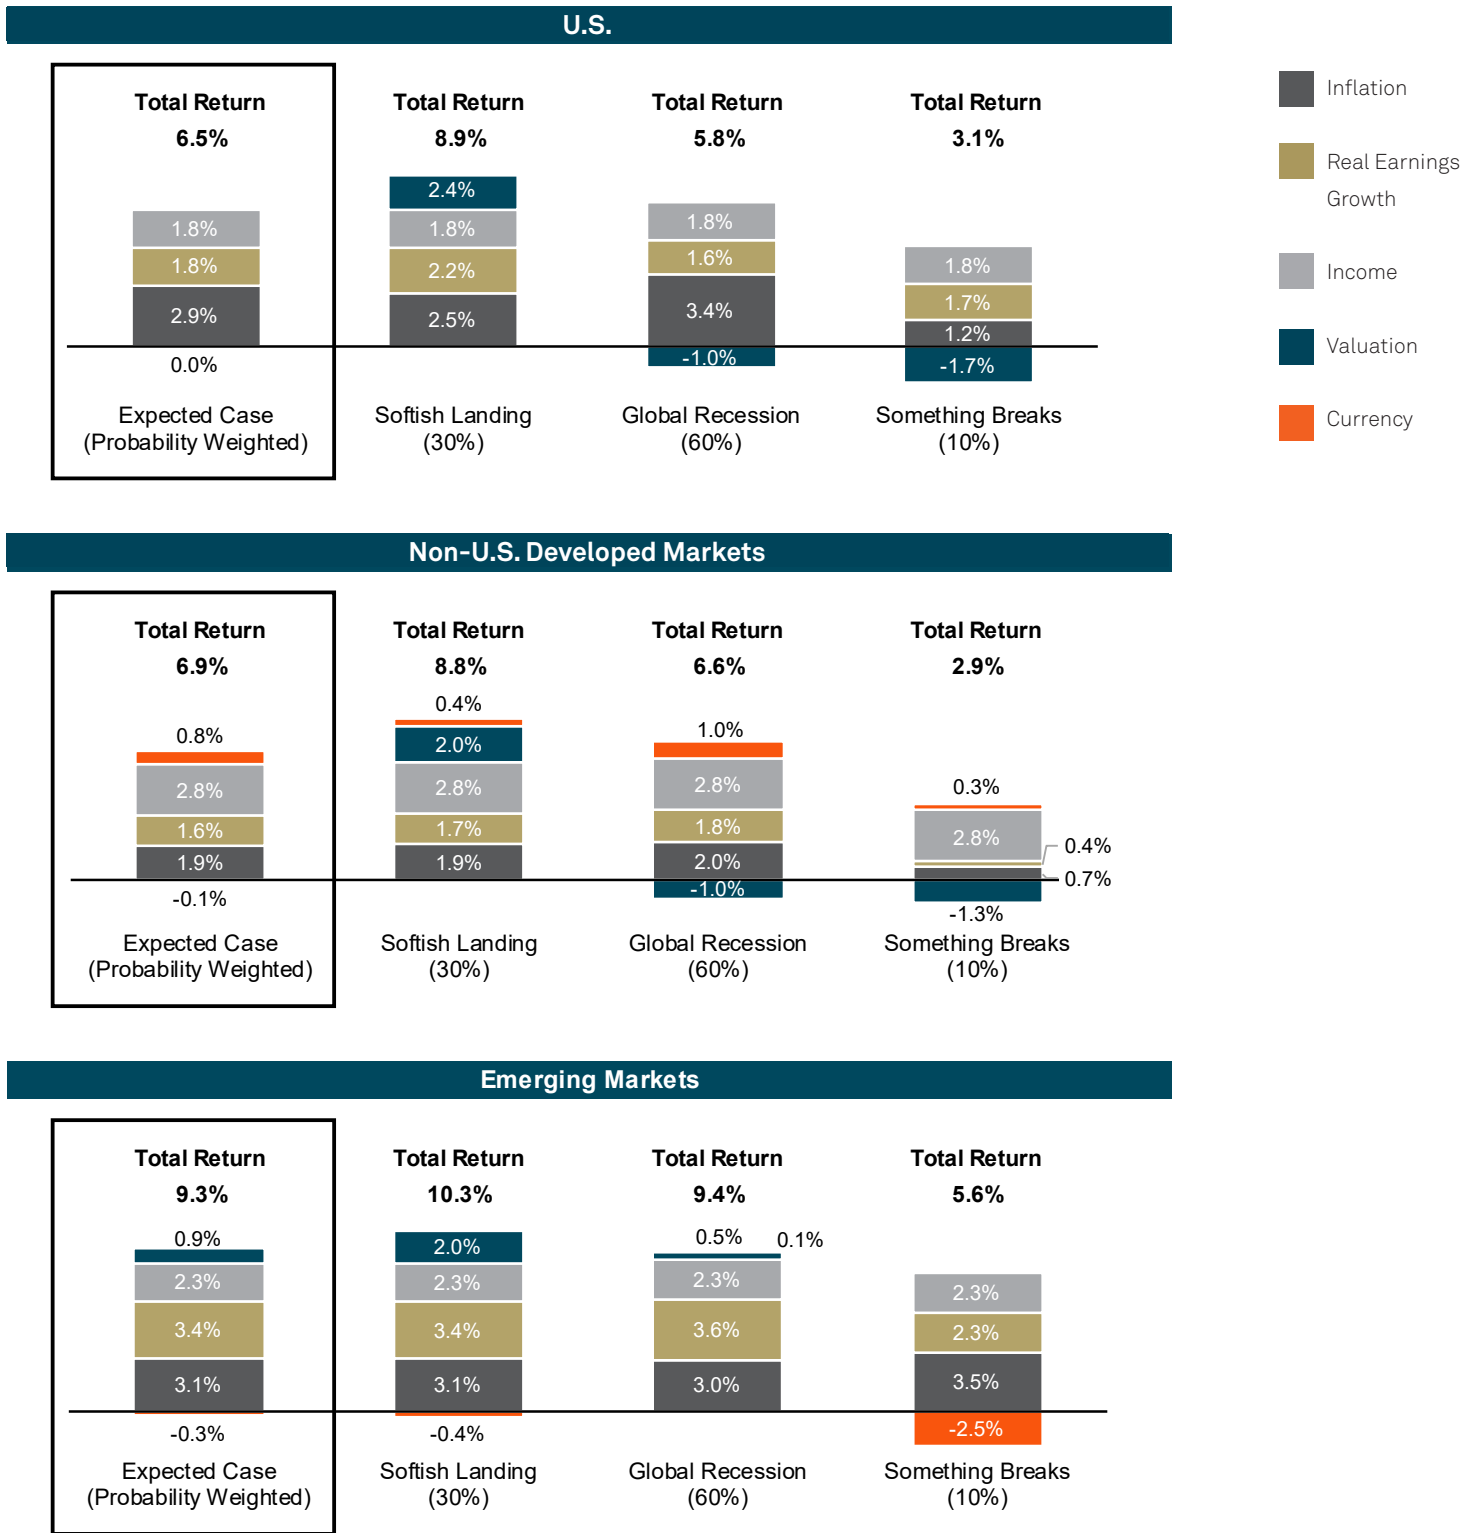 U.S.
Total Return Total Return Total Return Total Return
6.5% 8.9% 5.8% 3.1%
2.4%
1.8% 1.8% 1.8% 1.8%
1.8% 2.2% 1.6% 1.7%
2.9% 2.5% 3.4% 1.2%
0.0% -1.0% -1.7%
Expected Case Softish Landing Global Recession Something Breaks
(Probability Weighted) (30%) (60%) (10%)
Inflation
Real Earnings
Growth
Income
Valuation
Currency
Non-U.S. Developed Markets
Total Return Total Return Total Return Total Return
6.9% 8.8% 6.6% 2.9%
0.8% 0.4% 1.0% 0.3%
2.0%
2.8% 2.8% 2.8% 2.8%
1.6% 1.7% 1.8% 0.4%
1.9% 1.9% 2.0% 0.7%
-0.1% -1.0% -1.3%
Expected Case Softish Landing Global Recession Something Breaks
(Probability Weighted) (30%) (60%) (10%)
Emerging Markets
Total Return Total Return Total Return Total Return
9.3% 10.3% 9.4% 5.6%
0.9% 2.0% 0.5% 0.1%
2.3% 2.3% 2.3% 2.3%
3.4% 3.4% 3.6% 2.3%
3.1% 3.1% 3.0% 3.5%
-0.3% -0.4% -2.5%
Expected Case Softish Landing Global Recession Something Breaks
(Probability Weighted) (30%) (60%) (10%)